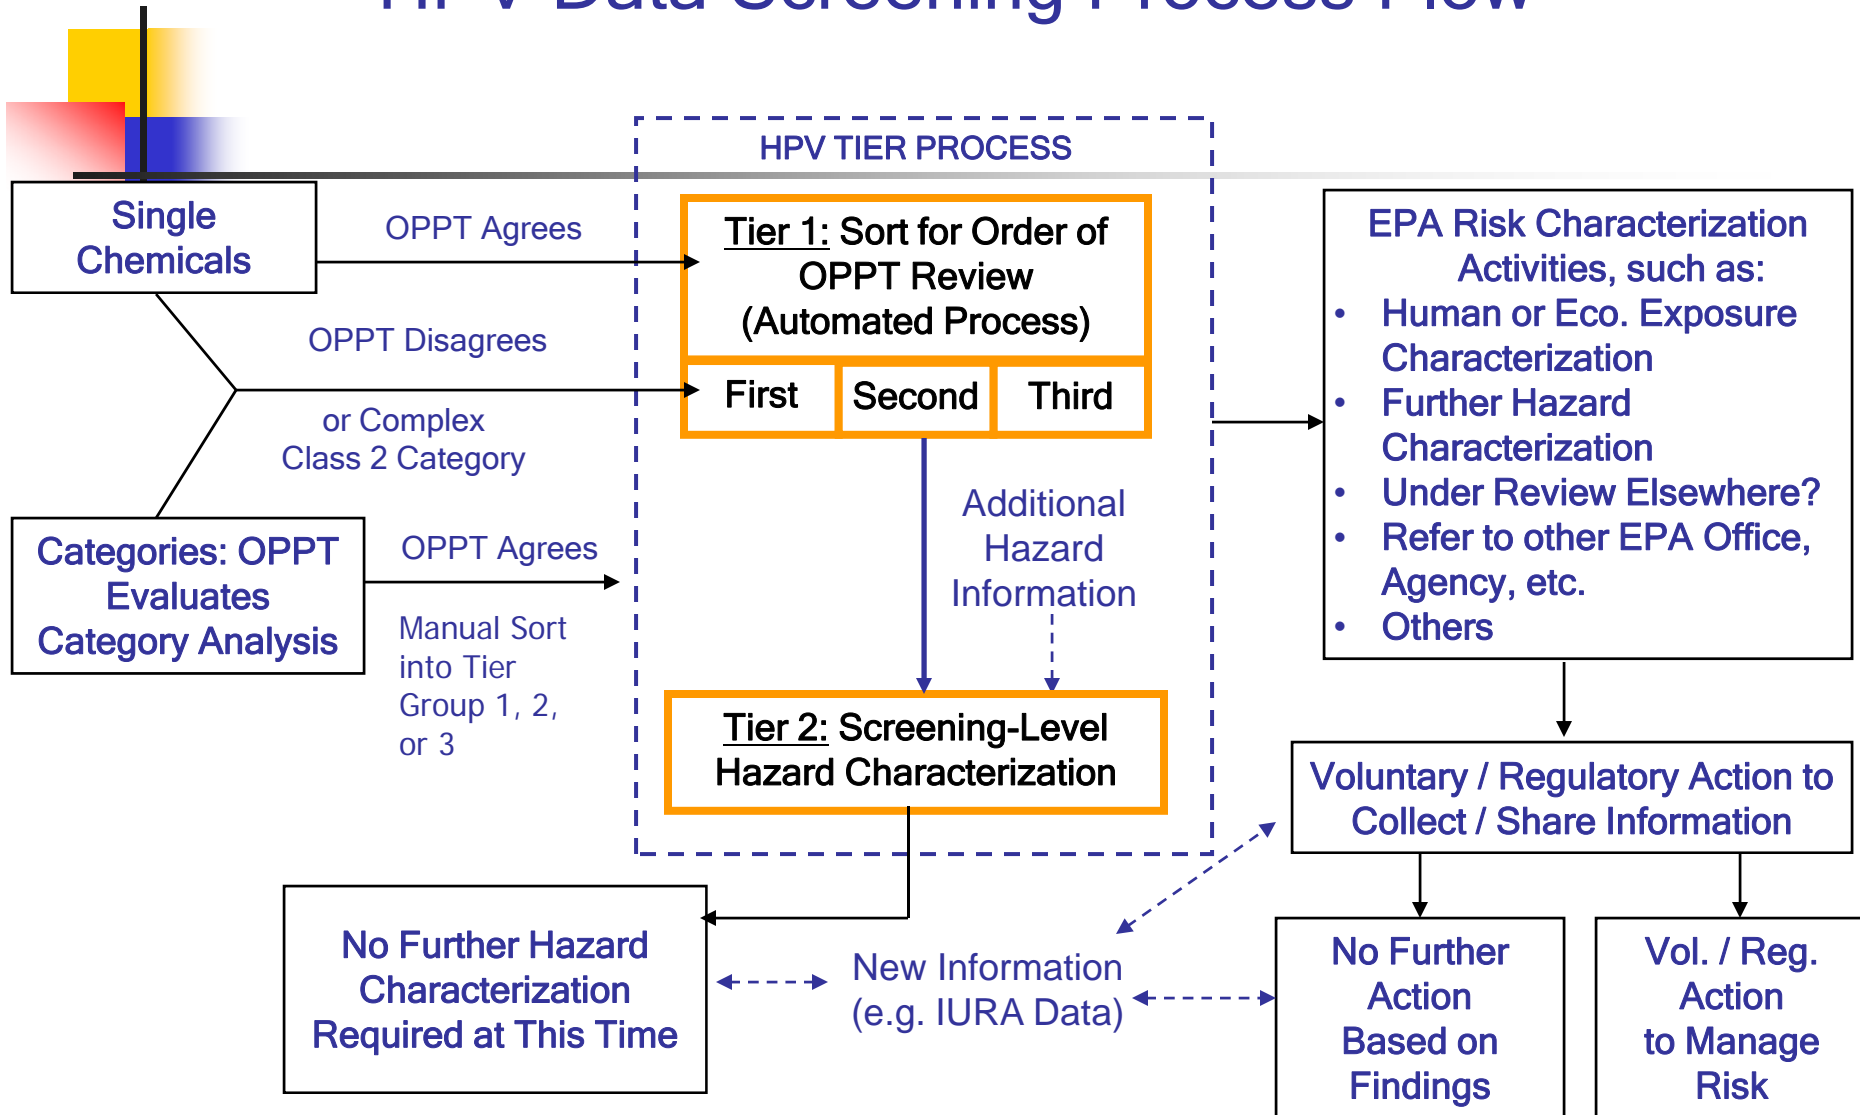 HPV Data Screening Process Flow
HPV TIER PROCESS
Single
Chemicals
OPPT Agrees
Tier 1: Sort for Order of
OPPT Review
(Automated Process)
First
Second
Third
EPA Risk Characterization
Activities, such as:
• Human or Eco. Exposure
Characterization
• Further Hazard
Characterization
• Under Review Elsewhere?
• Refer to other EPA Office,
Agency, etc.
• Others
OPPT Disagrees
or Complex
Class 2 Category
Categories: OPPT
Evaluates
Category Analysis
OPPT Agrees
Manual Sort
into Tier
Group 1, 2,
or 3
Additional
Hazard
Information
Tier 2: Screening-Level
Hazard Characterization
Voluntary / Regulatory Action to
Collect / Share Information
No Further Hazard
Characterization
Required at This Time
New Information
(e.g. IURA Data)
No Further
Action
Based on
Findings
Vol. / Reg.
Action
to Manage
Risk